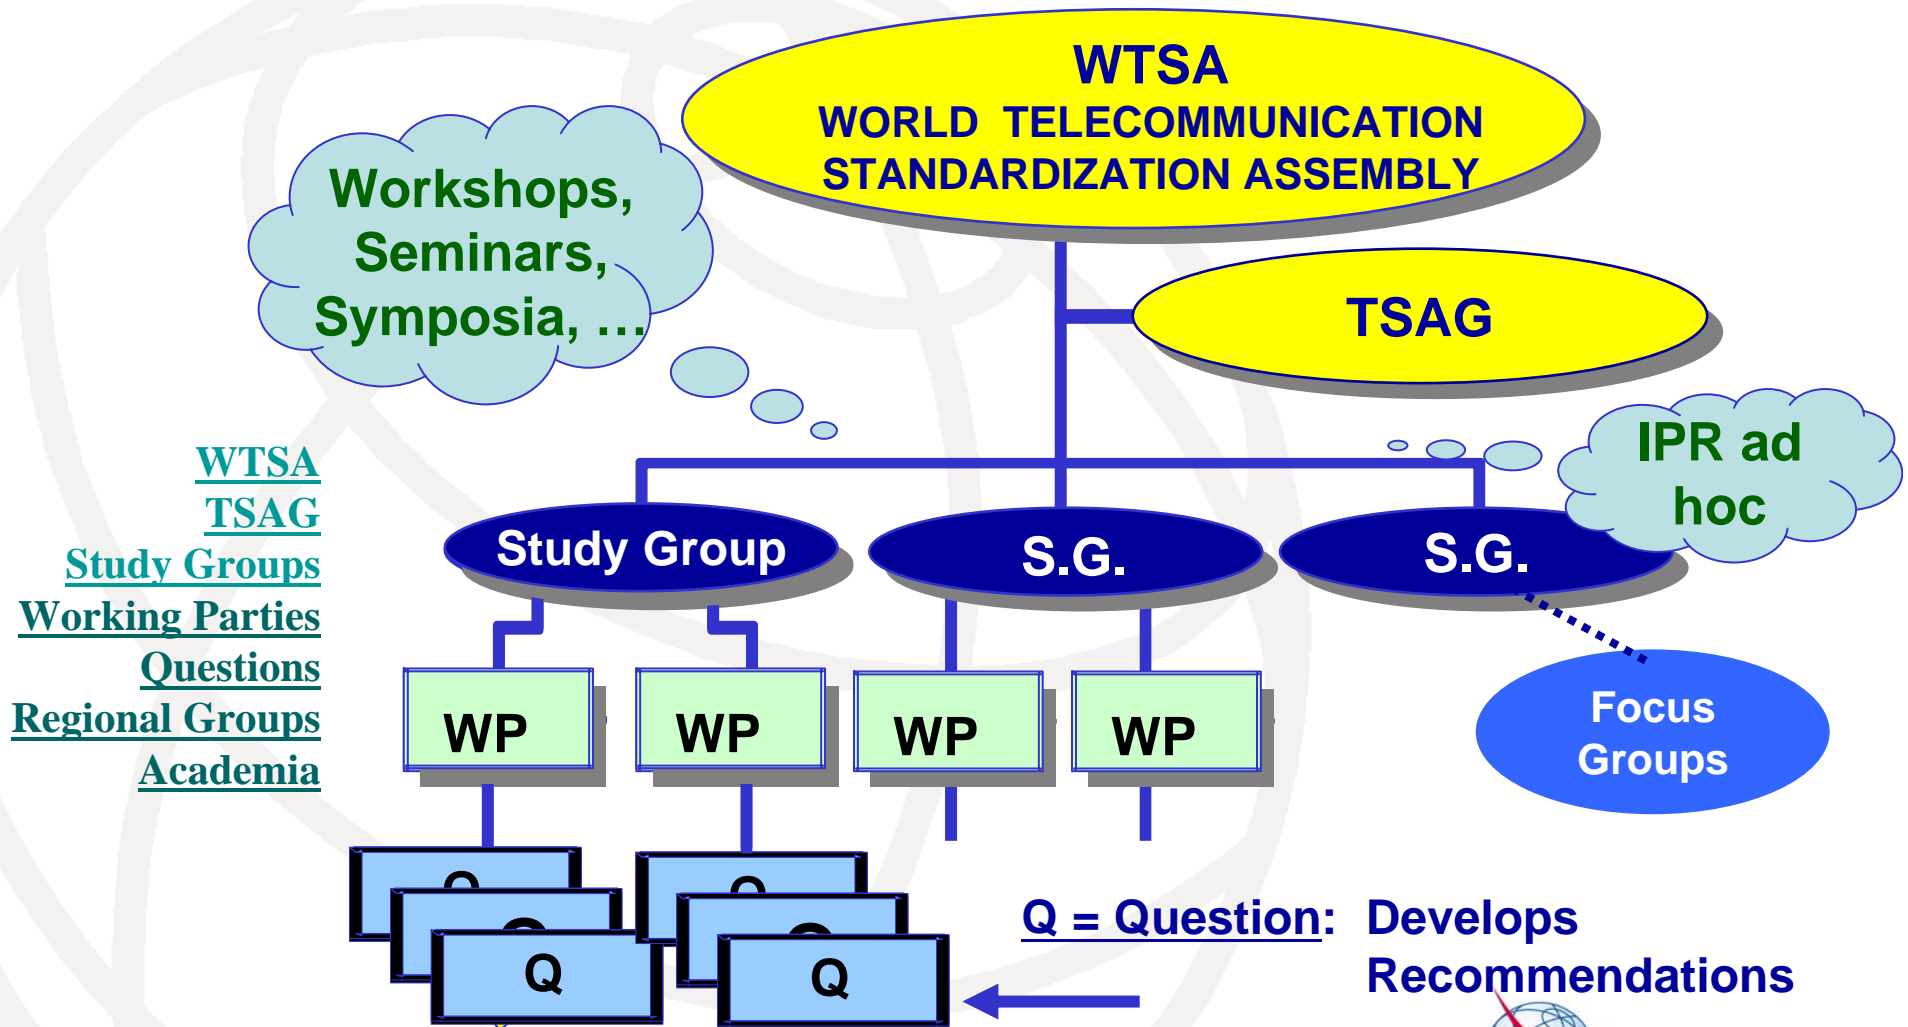 WTSA
WORLD TELECOMMUNICATION
STANDARDIZATION ASSEMBLY
Workshops,
Seminars,
Symposia, …
TSAG
IPR ad
hoc
WTSA
TSAG
Study Groups
Working Parties
Questions
Regional Groups
Academia
Study Group
S.G.
S.G.
WP
WP
WP
WP
Focus
Groups
Q
Q
Q
Q
Q
Q
Q = Question: Develops
Recommendations